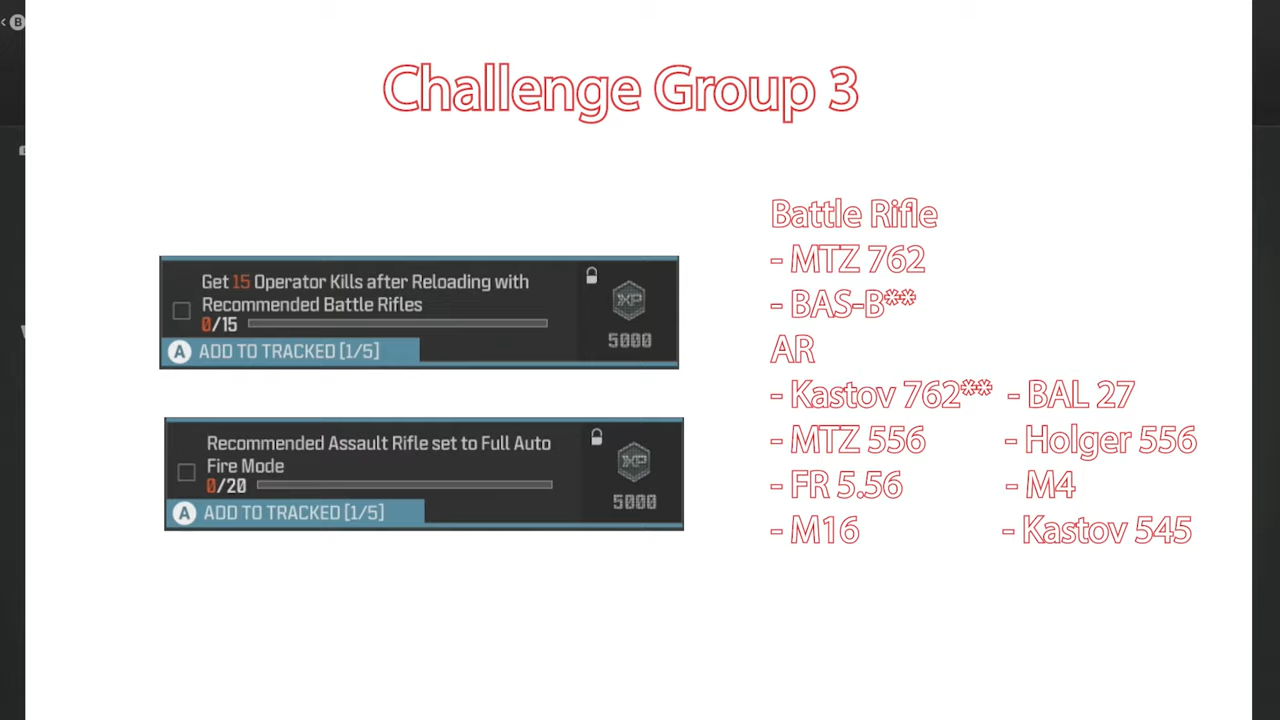 B
Challenge Group 3
Get 15 Operator Kills after Reloading with
Recommended Battle Rifles
0/15
XP
5000
A ADD TO TRACKED [1/5]
Recommended Assault Rifle set to Full Auto
Fire Mode
0/20
XP
5000
A ADD TO TRACKED [1/5]
Battle Rifle
- MTZ 762
- BAS-B**
AR
- Kastov 762** - BAL 27
- MTZ 556 - Holger 556
- FR 5.56 - M4
- M16 - Kastov 545